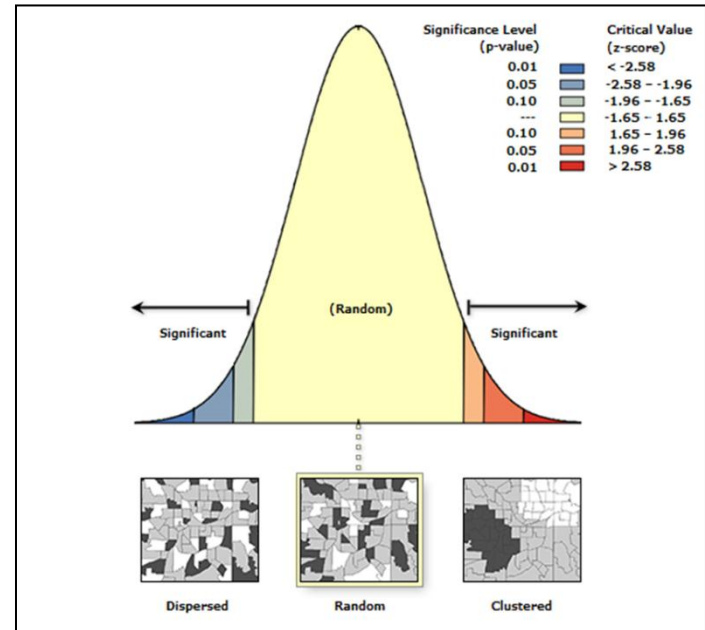 Significance Level Critical Value
(p-value) (z-score)
0.01 < -2.58
0.05 -2.58 – -1.96
0.10 -1.96 – -1.65
--- -1.65 – 1.65
0.10 1.65 – 1.96
0.05 1.96 – 2.58
0.01 > 2.58
(Random)
Significant Significant
Dispersed Random Clustered